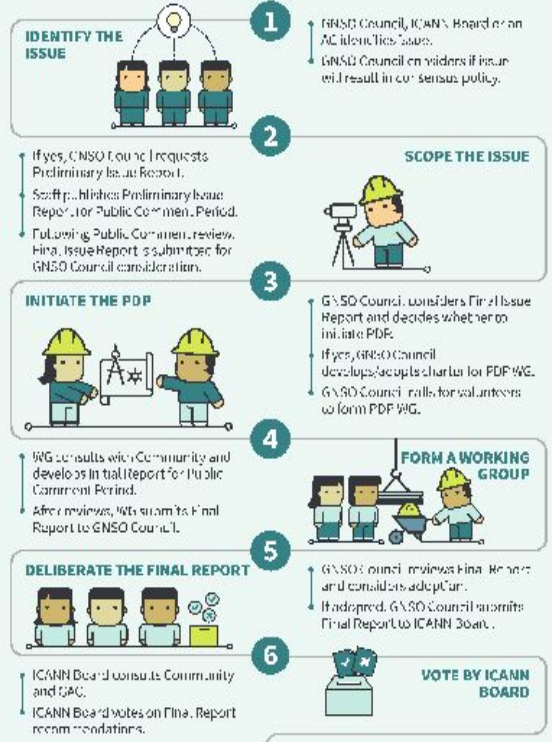 1
IDENTIFY THE
ISSUE
GNSO Council, ICANN Board or an
AC identifies issue.
GNSO Council considers if issue
will result in consensus policy.
2
SCOPE THE ISSUE
If yes, GNSO Council requests
Preliminary Issue Report.
Staff publishes Preliminary Issue
Report for Public Comment Period.
Following Public Comment review,
Final Issue Report is submitted for
GNSO Council consideration.
3
INITIATE THE PDP
GNSO Council considers Final Issue
Report and decides whether to
initiate PDP.
If yes, GNSO Council
develops/adopts charter for PDP WG.
GNSO Council calls for volunteers
to form PDP WG.
4
FORM A WORKING
GROUP
WG consults with Community and
develops Initial Report for Public
Comment Period.
After reviews, WG submits Final
Report to GNSO Council.
5
DELIBERATE THE FINAL REPORT
GNSO Council reviews Final Report
and considers adoption.
If adopted, GNSO Council submits
Final Report to ICANN Board.
6
VOTE BY ICANN
BOARD
ICANN Board consults Community
and GAC.
ICANN Board votes on Final Report
recommendations.